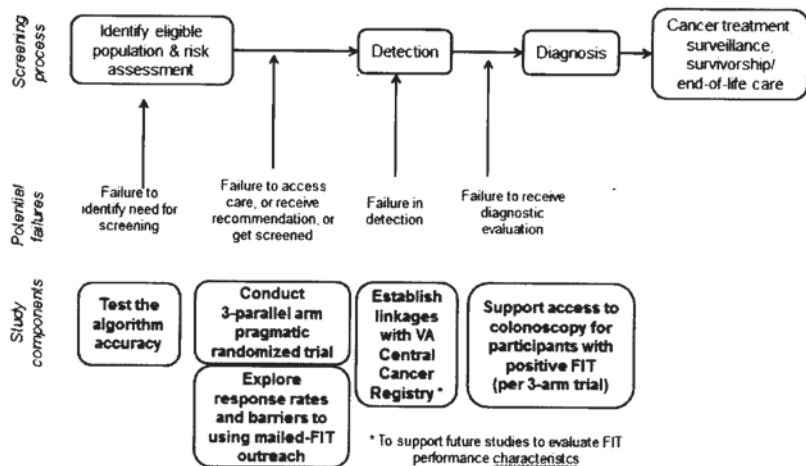 Screening
process
Identify eligible
population & risk
assessment
Detection
Diagnosis
Cancer treatment
surveillance,
survivorship/
end-of-life care
Potential
failures
Failure to
identify need for
screening
Failure to access
care, or receive
recommendation, or
get screened
Failure in
detection
Failure to receive
diagnostic
evaluation
Study
components
Test the
algorithm
accuracy
Conduct
3-parallel arm
pragmatic
randomized trial
Explore
response rates
and barriers to
using mailed-FIT
outreach
Establish
linkages with VA
Central
Cancer
Registry*
Support access to
colonoscopy for
participants with
positive FIT
(per 3-arm trial)
* To support future studies to evaluate FIT
performance characteristcs